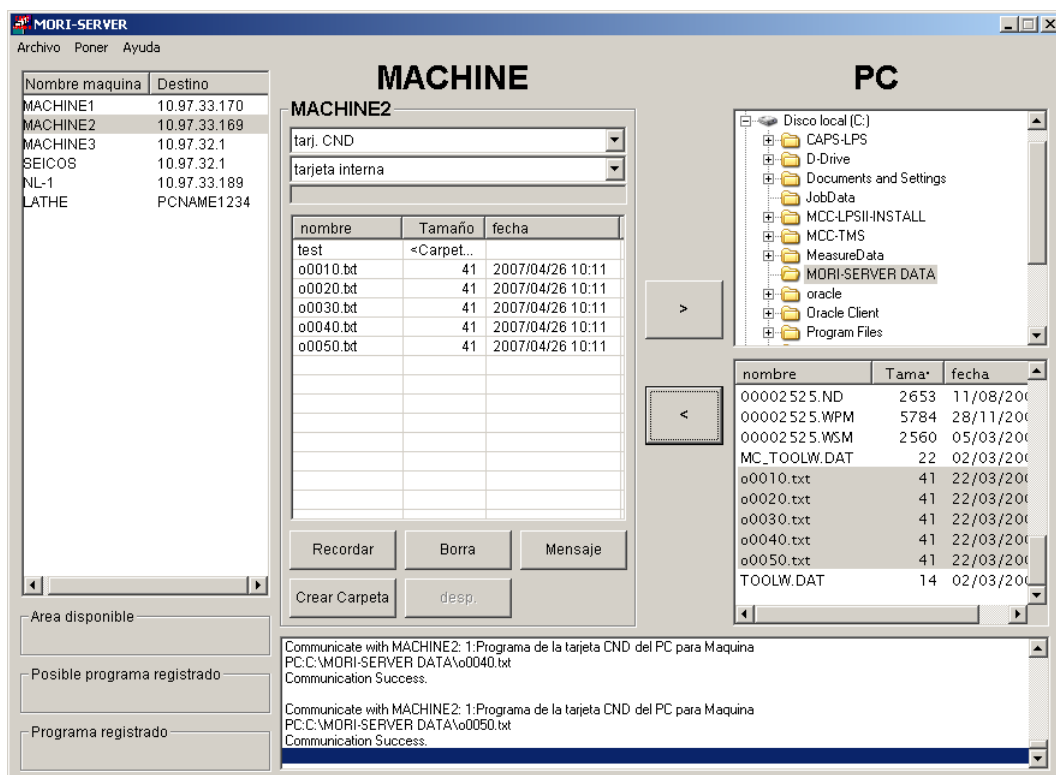 MORI-SERVER
Archivo Poner Ayuda
MACHINE
PC
Nombre maquina Destino
MACHINE1 10.97.33.170
MACHINE2 10.97.33.169
MACHINE3 10.97.32.1
SEICOS 10.97.32.1
NL-1 10.97.33.189
LATHE PCNAME1234
MACHINE2
tarj. CND
tarjeta interna
nombre Tamaño fecha
test <Carpet...
o0010.txt 41 2007/04/26 10:11
o0020.txt 41 2007/04/26 10:11
o0030.txt 41 2007/04/26 10:11
o0040.txt 41 2007/04/26 10:11
o0050.txt 41 2007/04/26 10:11
Recordar Borra Mensaje
Crear Carpeta desp.
>
<
Disco local (C:)
CAPS-LPS
D-Drive
Documents and Settings
JobData
MCC-LPSII-INSTALL
MCC-TMS
MeasureData
MORI-SERVER DATA
oracle
Oracle Client
Program Files
nombre Tama fecha
00002525.ND 2653 11/08/200
00002525.WPM 5784 28/11/200
00002525.WSM 2560 05/03/200
MC_TOOLW.DAT 22 02/03/200
o0010.txt 41 22/03/200
o0020.txt 41 22/03/200
o0030.txt 41 22/03/200
o0040.txt 41 22/03/200
o0050.txt 41 22/03/200
TOOLW.DAT 14 02/03/200
Area disponible
Posible programa registrado
Programa registrado
Communicate with MACHINE2: 1:Programa de la tarjeta CND del PC para Maquina
PC:C:\MORI-SERVER DATA\o0040.txt
Communication Success.
Communicate with MACHINE2: 1:Programa de la tarjeta CND del PC para Maquina
PC:C:\MORI-SERVER DATA\o0050.txt
Communication Success.